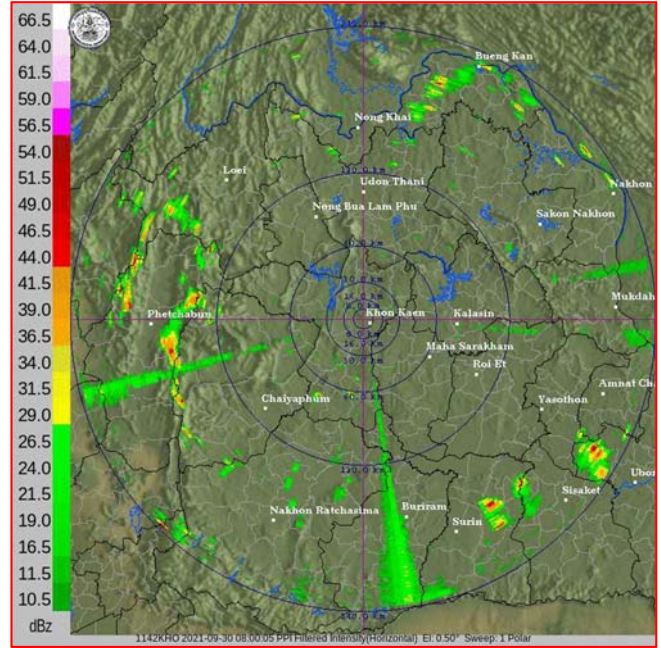 66.5
64.0
61.5
59.0
56.5
54.0
51.5
49.0
46.5
44.0
41.5
39.0
36.5
34.0
31.5
29.0
26.5
24.0
21.5
19.0
16.5
14.0
11.5
10.5
dBz
Bueng Kan
Nong Khai
Loei
Udon Thani
Nakhon
Nong Bua Lam Phu
Sakon Nakhon
Mukdah
Phetchabun
Khon Kaen
Kalasin
Maha Sarakham
Roi Et
Chaiyaphum
Amnat Cha
Yasothon
Ubon
Sisaket
Nakhon Ratchasima
Buriram
Surin
1142KHO 2021-09-30 08:00:05 PPI Filtered Intensity(Horizontal) El: 0.50° Sweep: 1 Polar